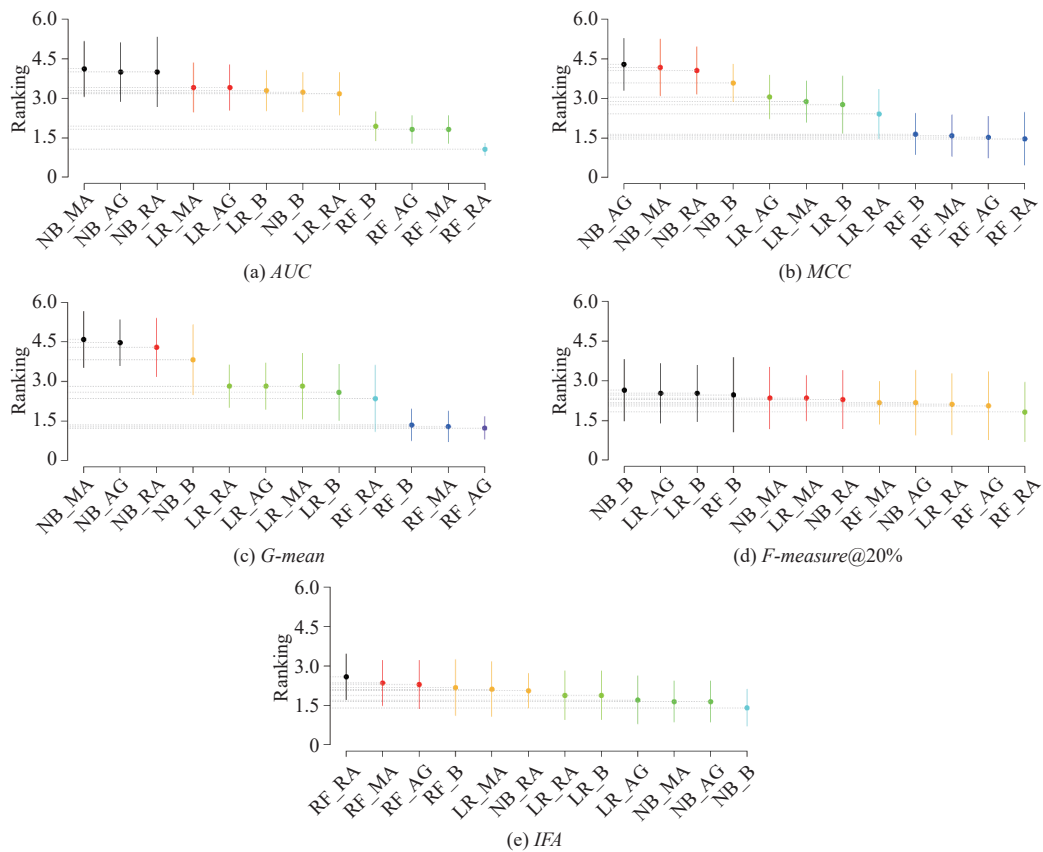 6.0
4.5
3.0
1.5
0
Ranking
NB_MA
NB_AG
NB_RA
LR_MA
LR_AG
LR_B
NB_B
LR_RA
RF_B
RF_AG
RF_MA
RF_RA
(a) AUC
6.0
4.5
3.0
1.5
0
Ranking
NB_AG
NB_MA
NB_RA
NB_B
LR_AG
LR_MA
LR_B
LR_RA
RF_B
RF_MA
RF_AG
RF_RA
(b) MCC
6.0
4.5
3.0
1.5
0
Ranking
NB_MA
NB_AG
NB_RA
NB_B
LR_RA
LR_AG
LR_MA
LR_B
RF_RA
RF_B
RF_MA
RF_AG
(c) G-mean
6.0
4.5
3.0
1.5
0
Ranking
NB_B
LR_AG
LR_B
RF_B
NB_MA
LR_MA
NB_RA
RF_MA
NB_AG
LR_RA
RF_AG
RF_RA
(d) F-measure@20%
6.0
4.5
3.0
1.5
0
Ranking
RF_RA
RF_MA
RF_AG
RF_B
LR_MA
NB_RA
LR_RA
LR_B
LR_AG
NB_MA
NB_AG
NB_B
(e) IFA